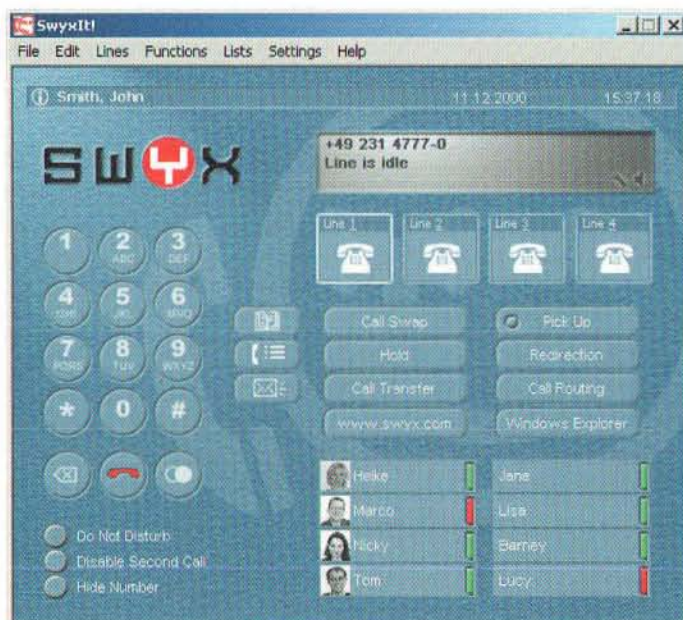 SwyxIt!
File Edit Lines Functions Lists Settings Help
Smith, John 11.12.2000 15:37:18
swyx
+49 231 4777-0
Line is idle
Line 1 Line 2 Line 3 Line 4
1 2 ABC 3 DEF
4 GHI 5 JKL 6 MNO
7 PQRS 8 TUV 9 WXYZ
* 0 #
Call Swap Pick Up
Hold Redirection
Call Transfer Call Routing
www.swyx.com Windows Explorer
Heike Jane
Marco Lisa
Nicky Barney
Tom Lucy
Do Not Disturb
Disable Second Call
Hide Number